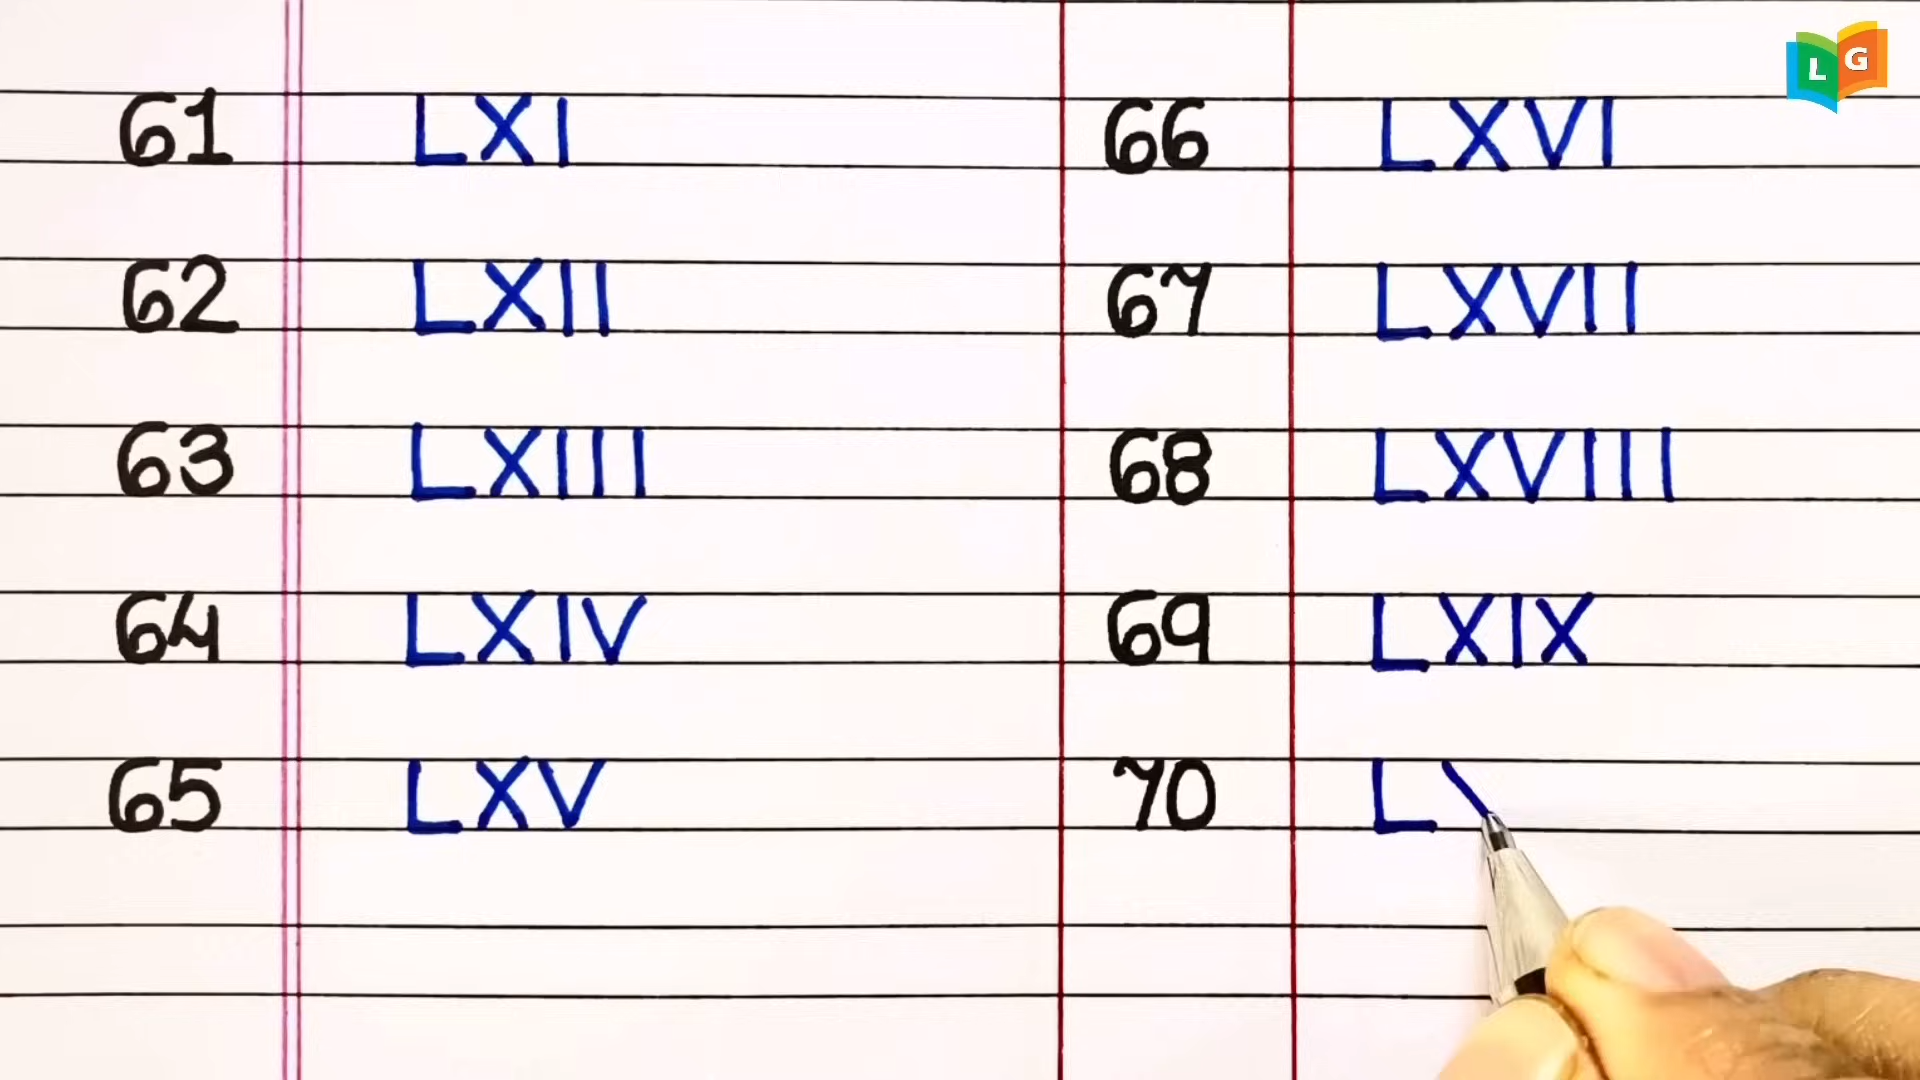 61 LXI
62 LXII
63 LXIII
64 LXIV
65 LXV
66 LXVI
67 LXVII
68 LXVIII
69 LXIX
70 L
L G